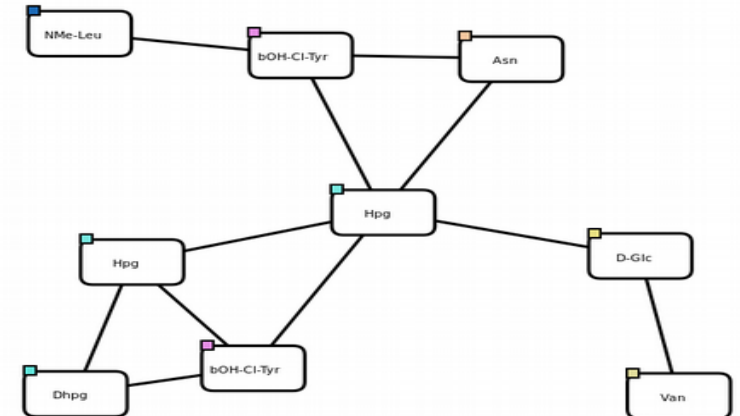 NMe-Leu
bOH-Cl-Tyr
Asn
Hpg
Hpg
D-Glc
bOH-Cl-Tyr
Dhpg
Van